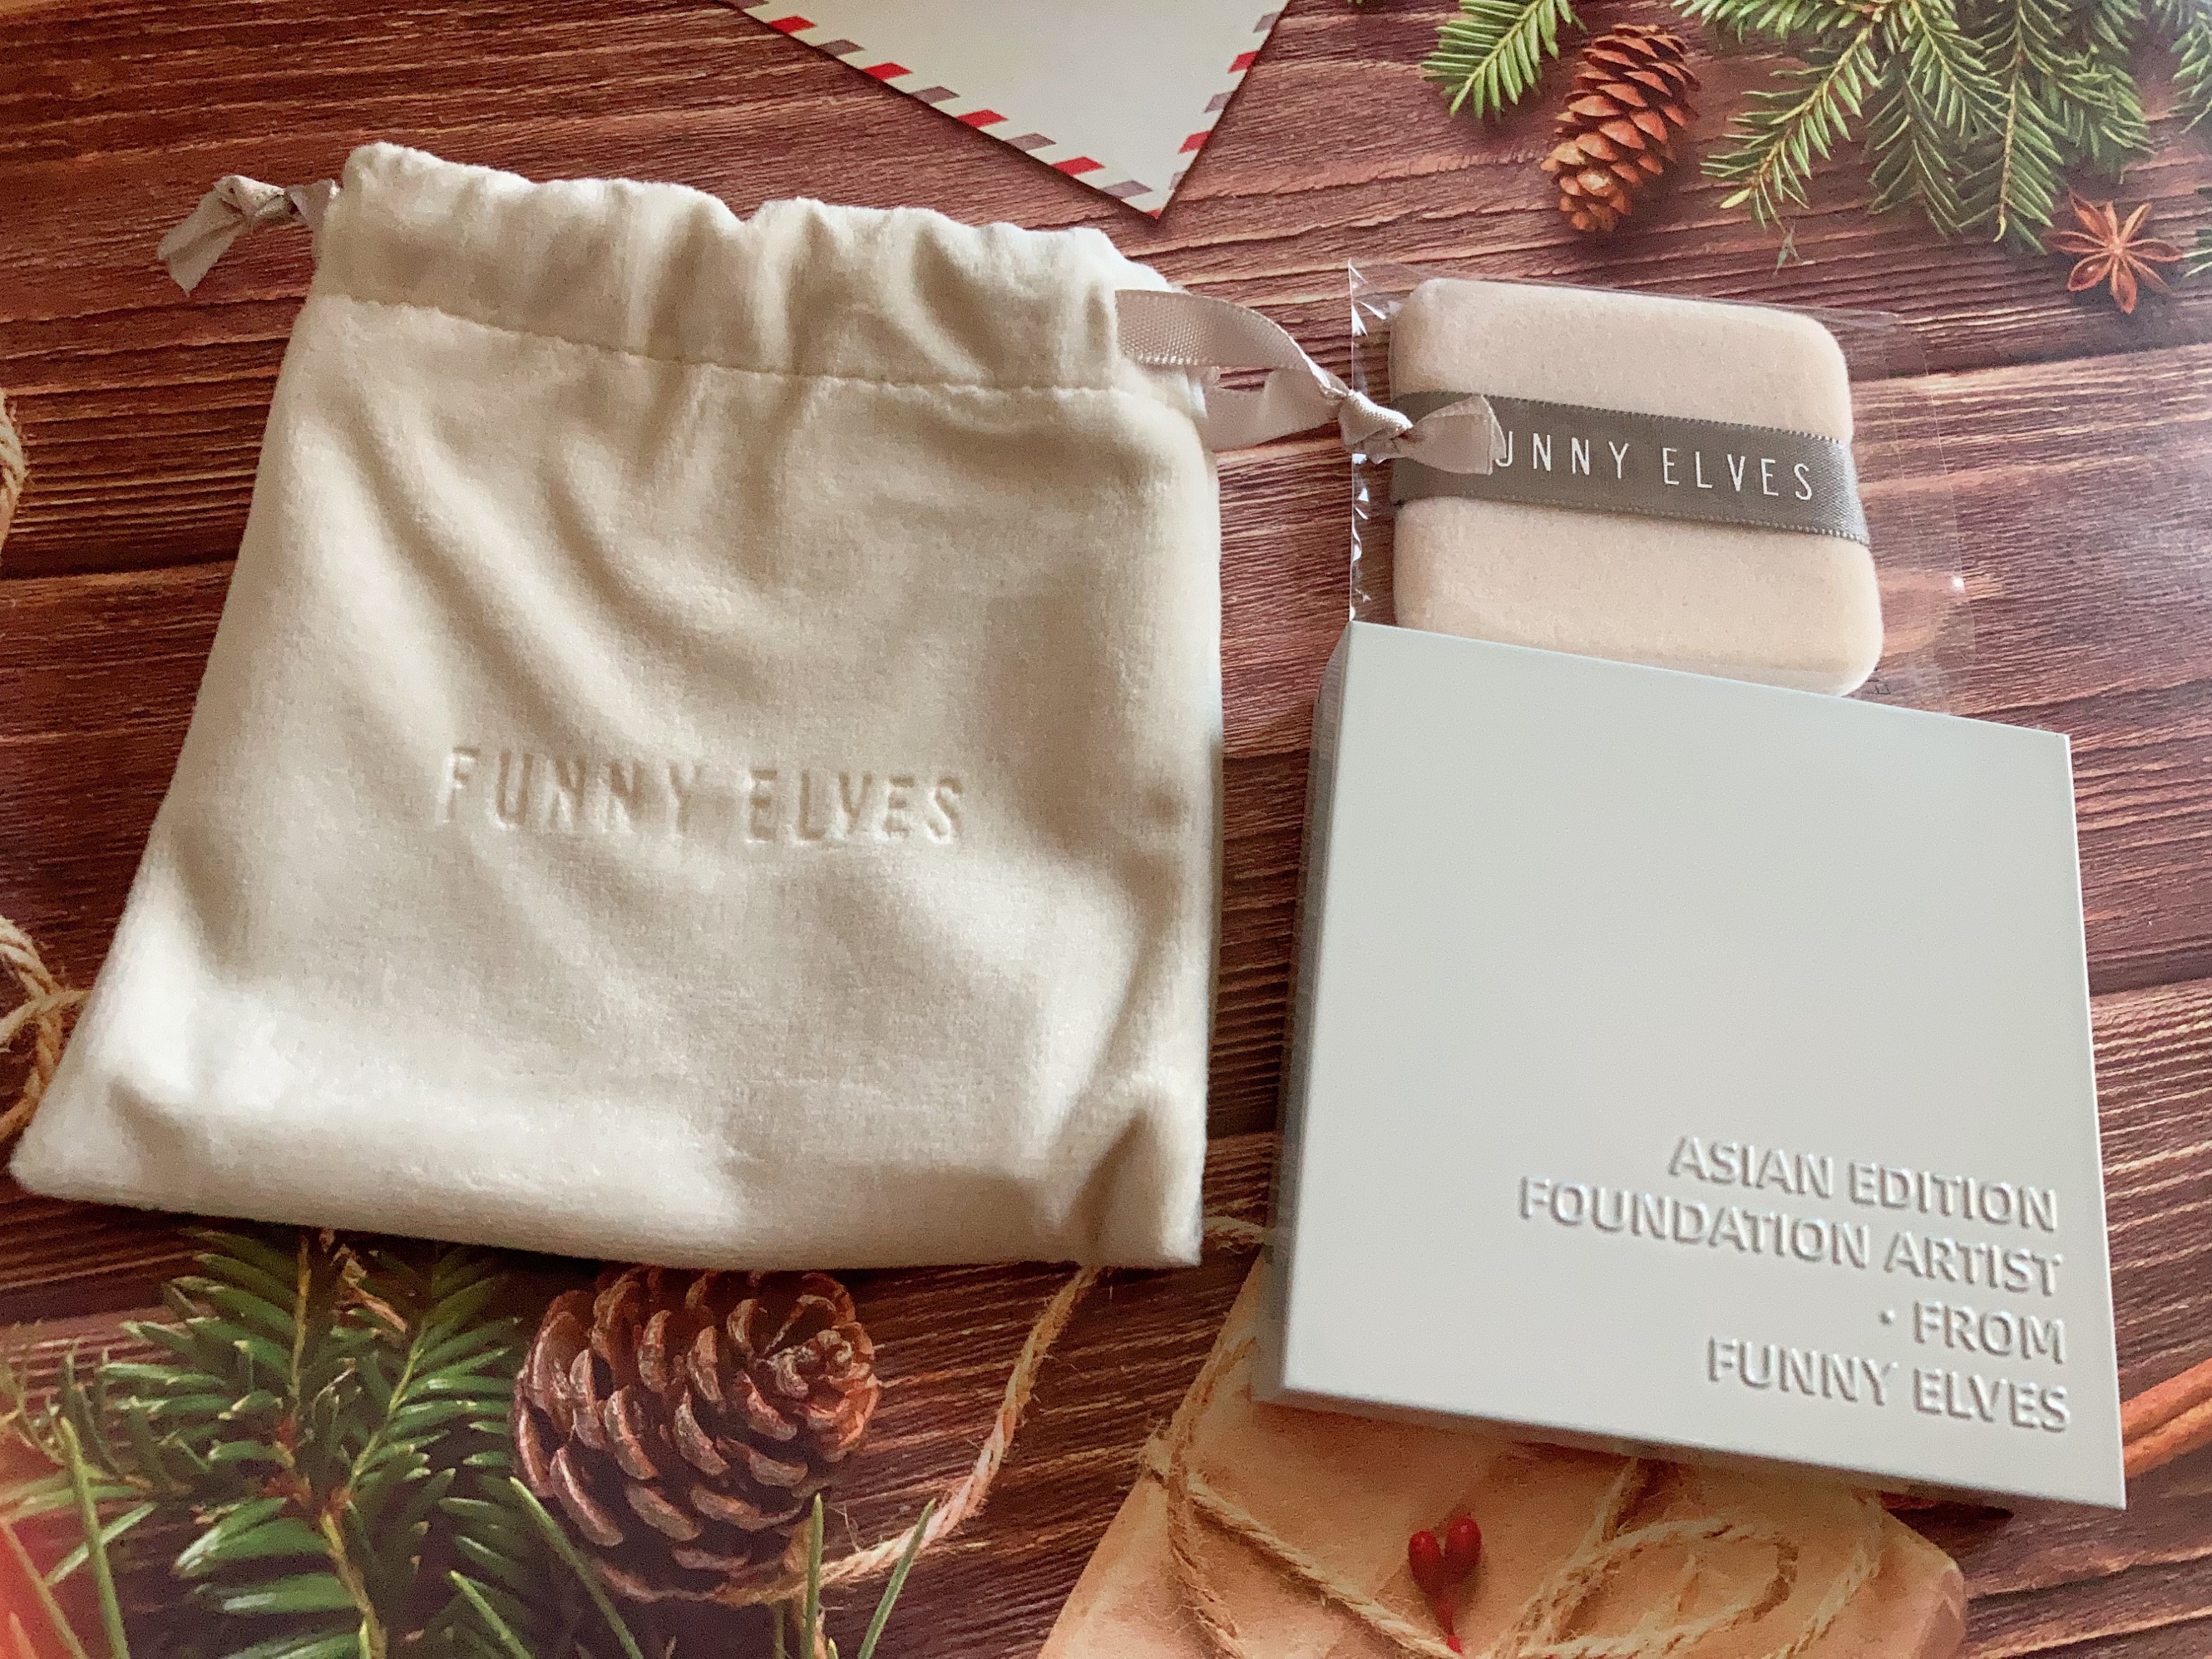 FUNNY ELVES
UNNY ELVES
ASIAN EDITION
FOUNDATION ARTIST
· FROM
FUNNY ELVES